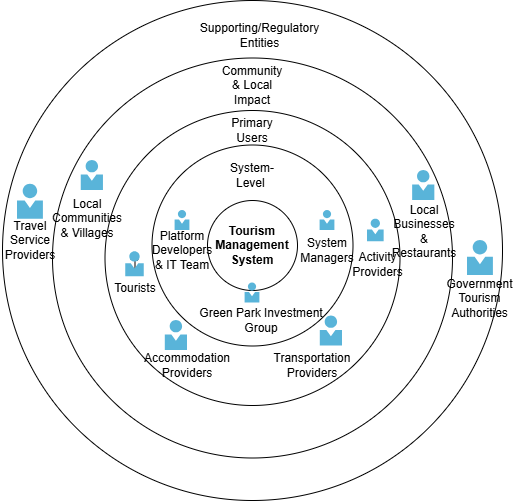 Supporting/Regulatory
Entities
Community
& Local
Impact
Primary
Users
System-
Level
Tourism
Management
System
Platform
Developers
& IT Team
System
Managers
Green Park Investment
Group
Tourists
Activity
Providers
Accommodation
Providers
Transportation
Providers
Local
Communities
& Villages
Local
Businesses
&
Restaurants
Travel
Service
Providers
Government
Tourism
Authorities